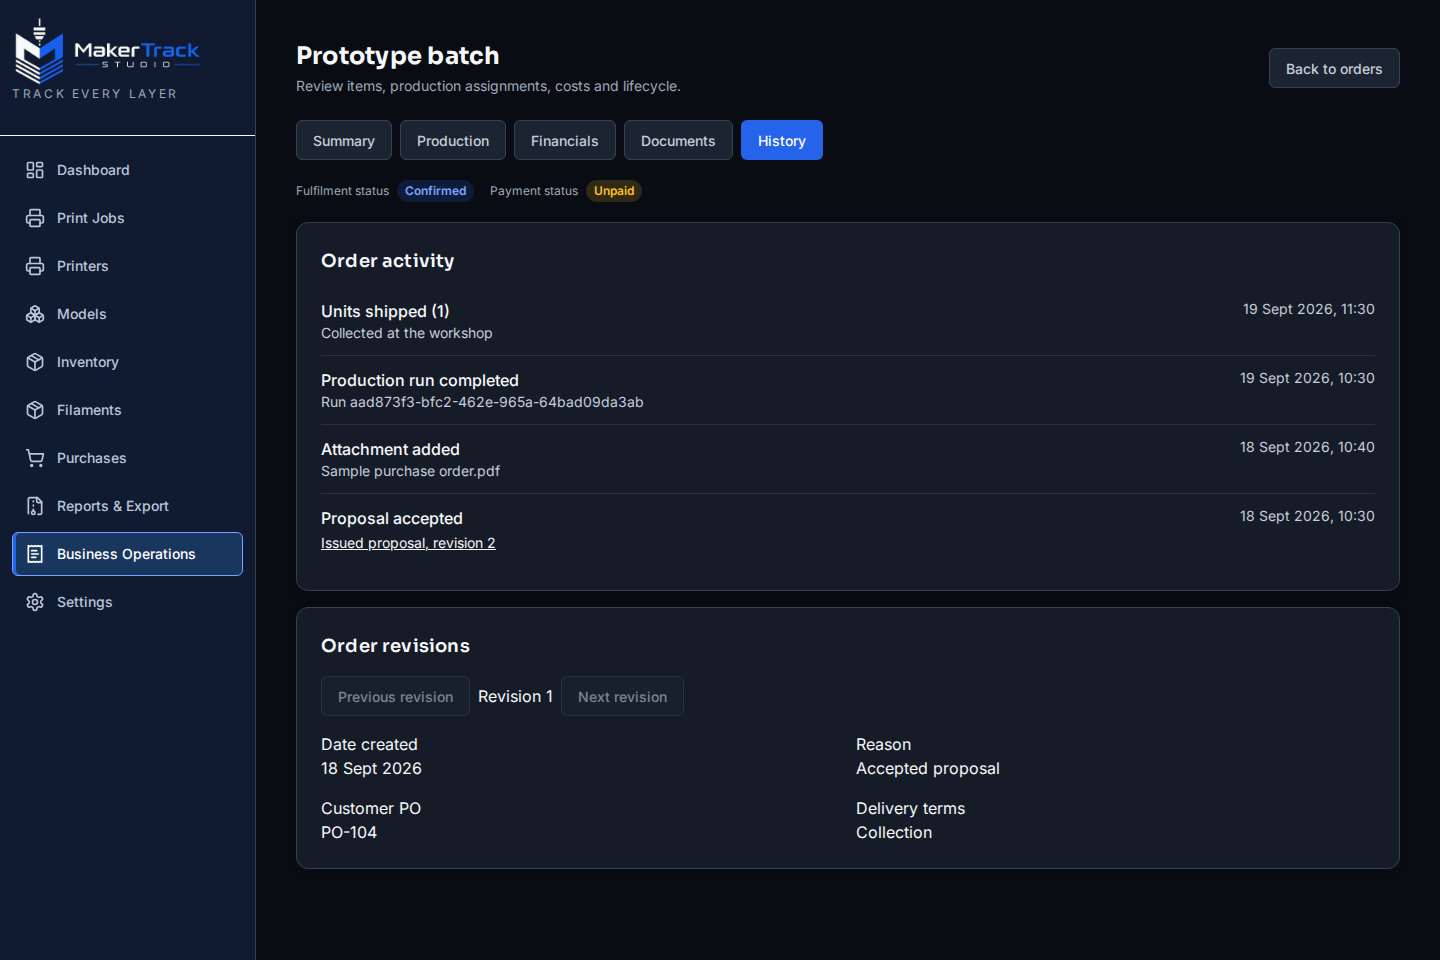 MakerTrack
STUDIO
TRACK EVERY LAYER
Dashboard
Print Jobs
Printers
Models
Inventory
Filaments
Purchases
Reports & Export
Business Operations
Settings
Prototype batch
Review items, production assignments, costs and lifecycle.
Back to orders
Summary Production Financials Documents History
Fulfilment status Confirmed Payment status Unpaid
Order activity
Units shipped (1) 19 Sept 2026, 11:30
Collected at the workshop
Production run completed 19 Sept 2026, 10:30
Run aad873f3-bfc2-462e-965a-64bad09da3ab
Attachment added 18 Sept 2026, 10:40
Sample purchase order.pdf
Proposal accepted 18 Sept 2026, 10:30
Issued proposal, revision 2
Order revisions
Previous revision Revision 1 Next revision
Date created Reason
18 Sept 2026 Accepted proposal
Customer PO Delivery terms
PO-104 Collection